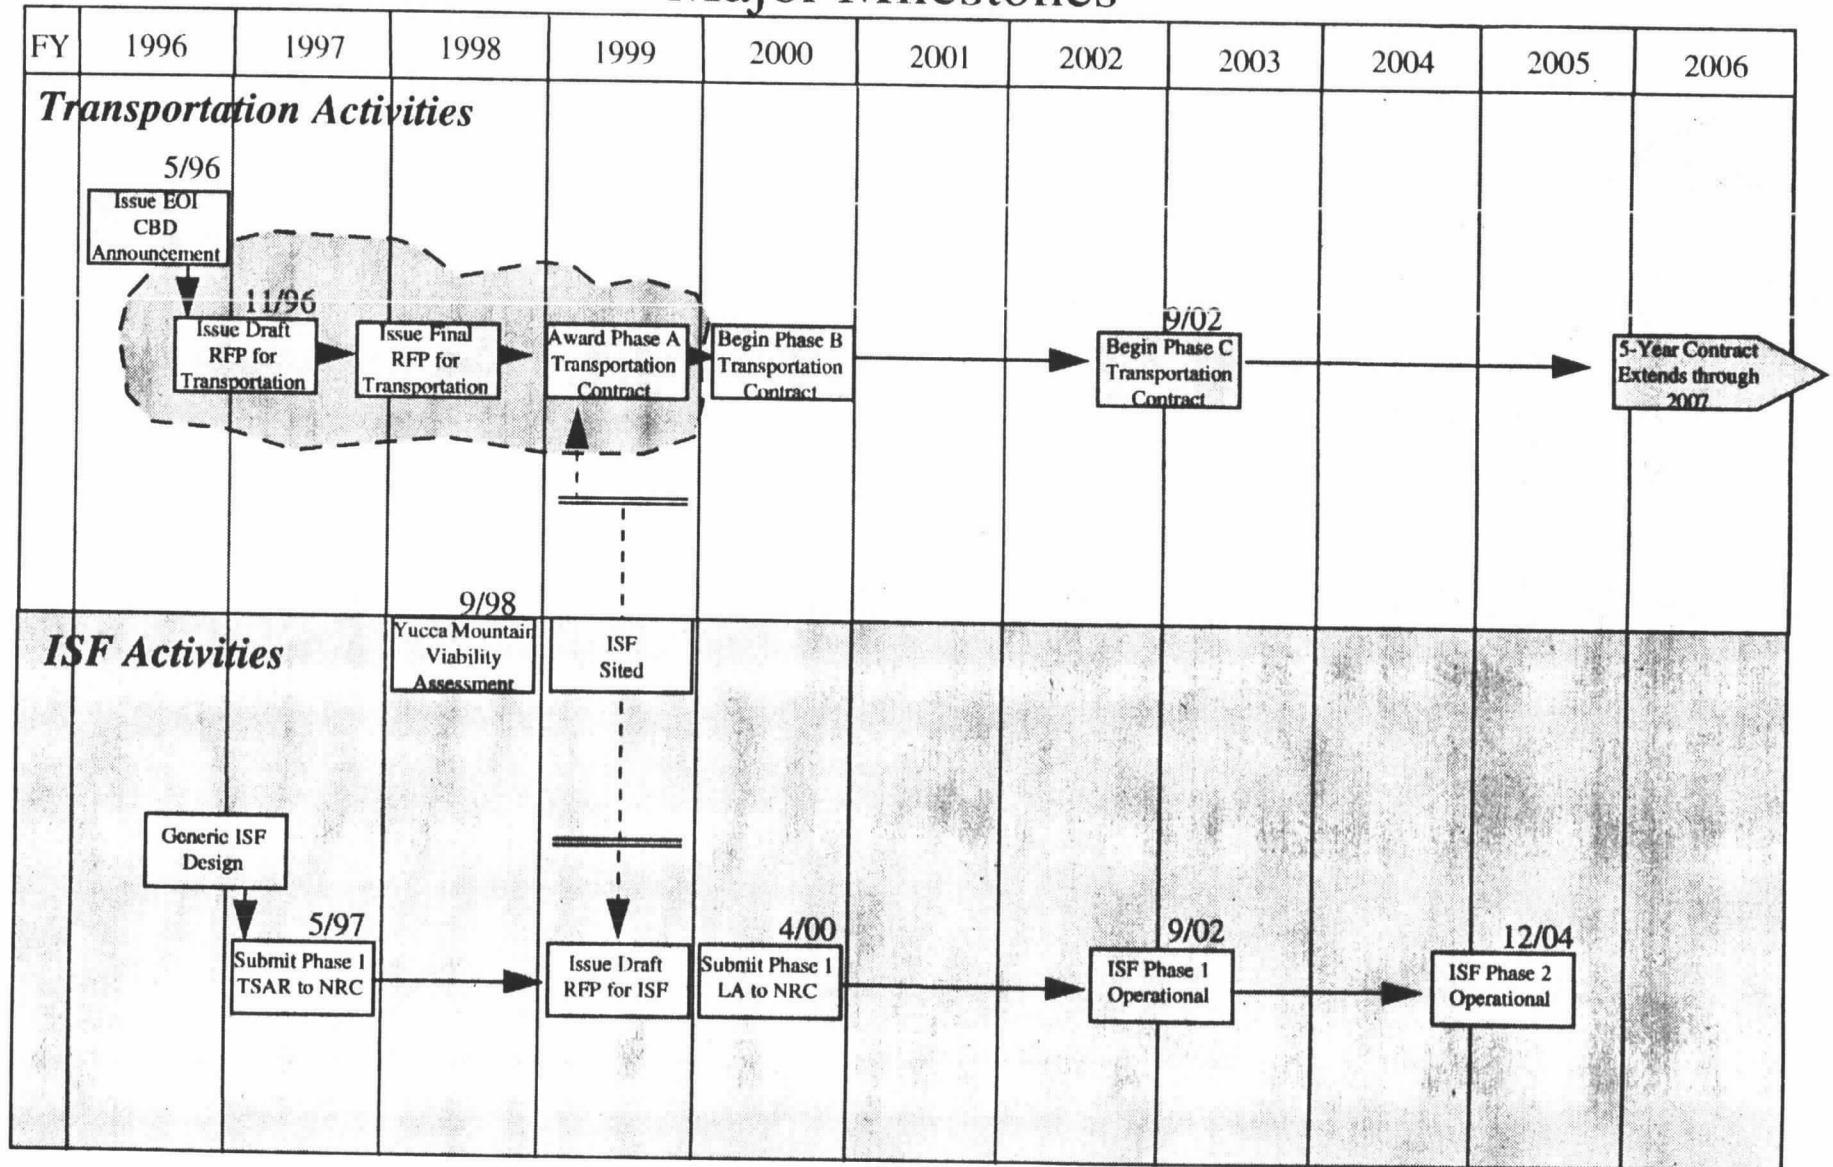 Major Milestones
FY 1996 1997 1998 1999 2000 2001 2002 2003 2004 2005 2006
Transportation Activities
5/96
Issue EOI
CBD
Announcement
11/96
Issue Draft
RFP for
Transportation
Issue Final
RFP for
Transportation
Award Phase A
Transportation
Contract
Begin Phase B
Transportation
Contract
9/02
Begin Phase C
Transportation
Contract
5-Year Contract
Extends through
2007
ISF Activities
9/98
Yucca Mountain
Viability
Assessment
ISF
Sited
Generic ISF
Design
5/97
Submit Phase 1
TSAR to NRC
Issue Draft
RFP for ISF
4/00
Submit Phase 1
LA to NRC
9/02
ISF Phase 1
Operational
12/04
ISF Phase 2
Operational